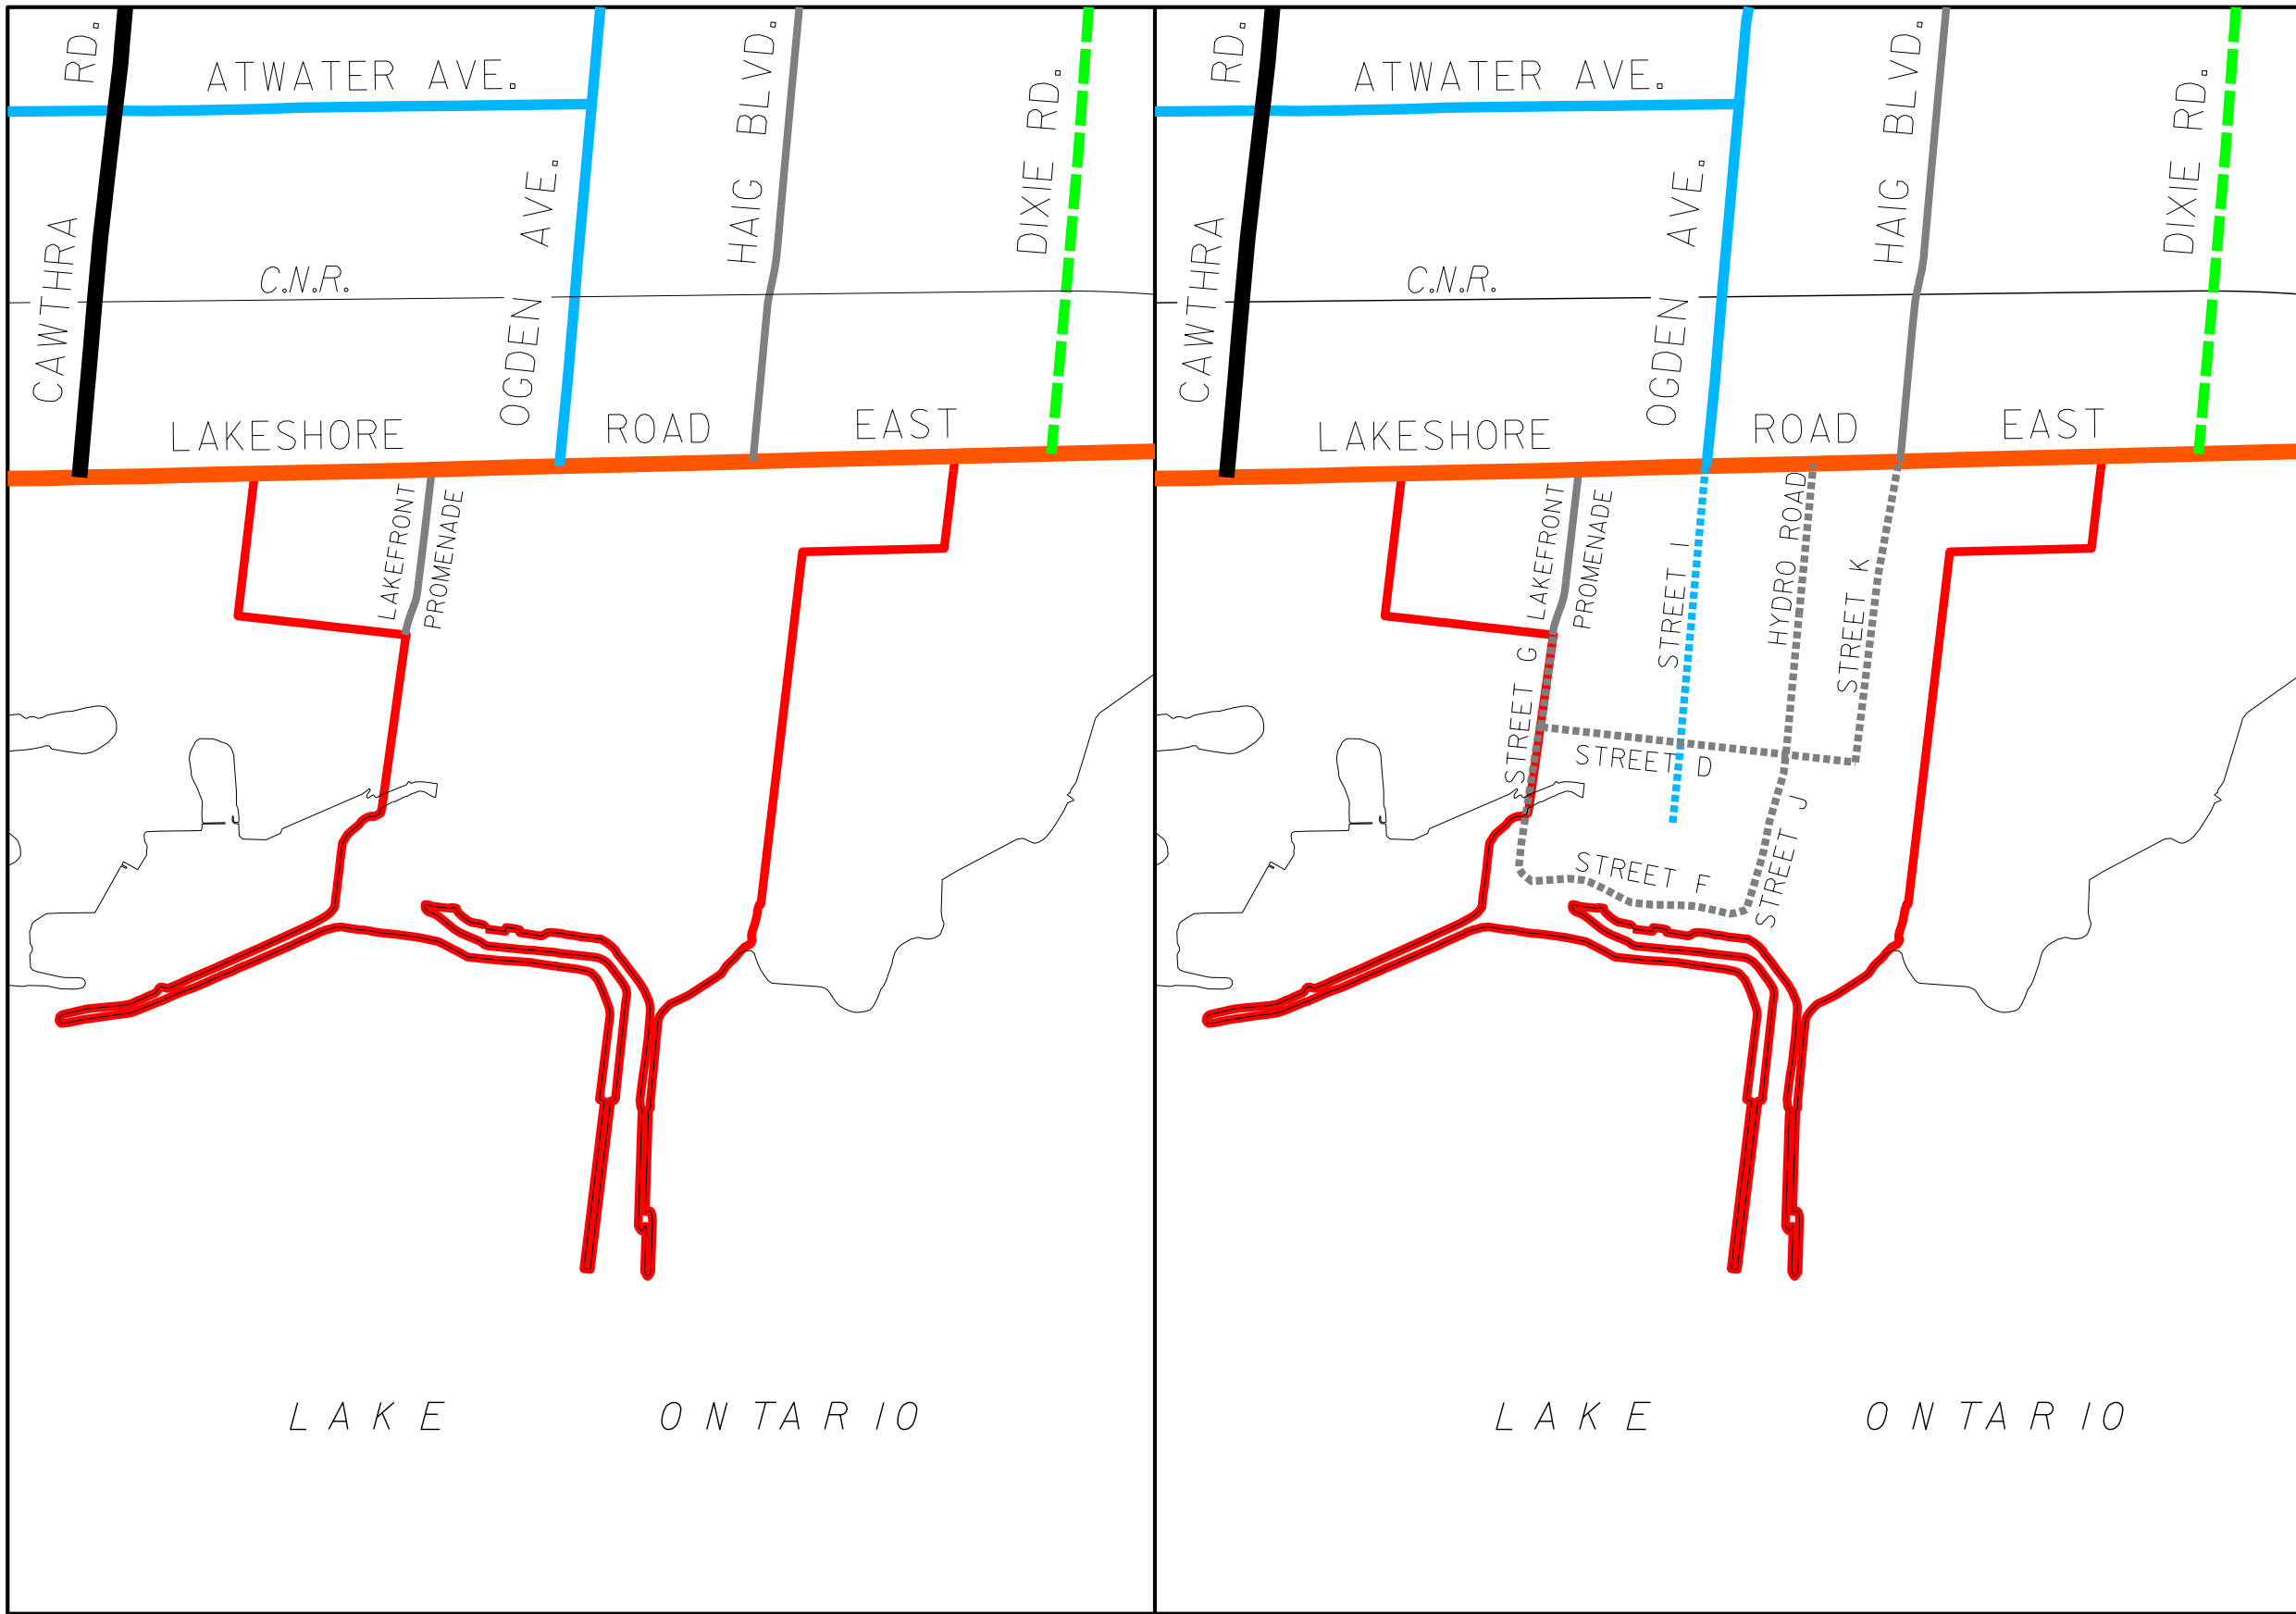 CAWTHRA RD.
ATWATER AVE.
OGDEN AVE.
HAIG BLVD.
DIXIE RD.
C.N.R.
LAKESHORE ROAD EAST
LAKEFRONT
PROMENADE
LAKE ONTARIO
CAWTHRA RD.
ATWATER AVE.
OGDEN AVE.
HAIG BLVD.
DIXIE RD.
C.N.R.
LAKESHORE ROAD EAST
LAKEFRONT
PROMENADE
STREET I
HYDRO ROAD
STREET K
STREET G
STREET D
STREET J
STREET F
LAKE ONTARIO